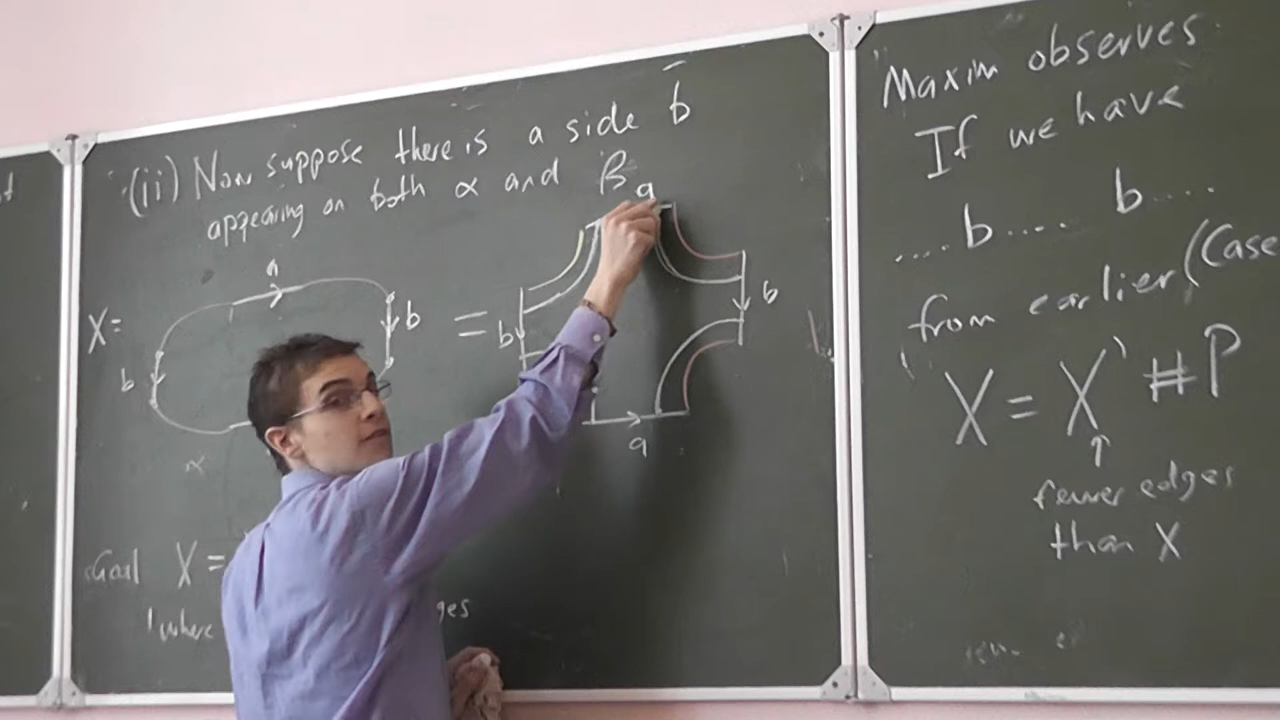 (ii) Now suppose there is a side b
appearing on both α and β
a
a
X=
b
b
=
b
b
α
a
Goal X =
where
ges
Maxim observes
If we have
....b.... b....
from earlier (Case
X = X' # P
↑
fewer edges
than X